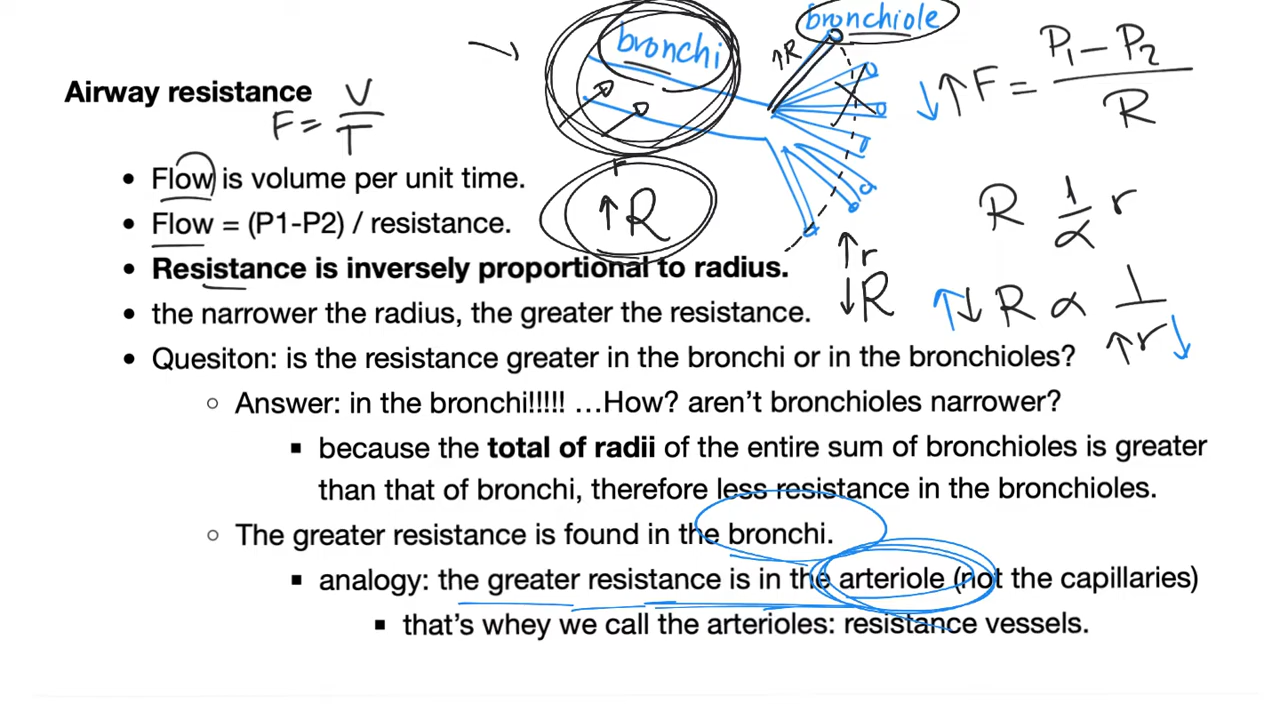 bronchi
bronchiole
↑R
Airway resistance
F = V / T
↓↑F = P₁ - P₂ / R
• Flow is volume per unit time.
↑R
R 1/α r
• Flow = (P1-P2) / resistance.
• Resistance is inversely proportional to radius.
↑r
↓R
↑↓ R α 1 / ↑r↓
• the narrower the radius, the greater the resistance.
• Quesiton: is the resistance greater in the bronchi or in the bronchioles?
○ Answer: in the bronchi!!!!! …How? aren't bronchioles narrower?
▪ because the total of radii of the entire sum of bronchioles is greater
than that of bronchi, therefore less resistance in the bronchioles.
○ The greater resistance is found in the bronchi.
▪ analogy: the greater resistance is in the arteriole (not the capillaries)
▪ that's whey we call the arterioles: resistance vessels.